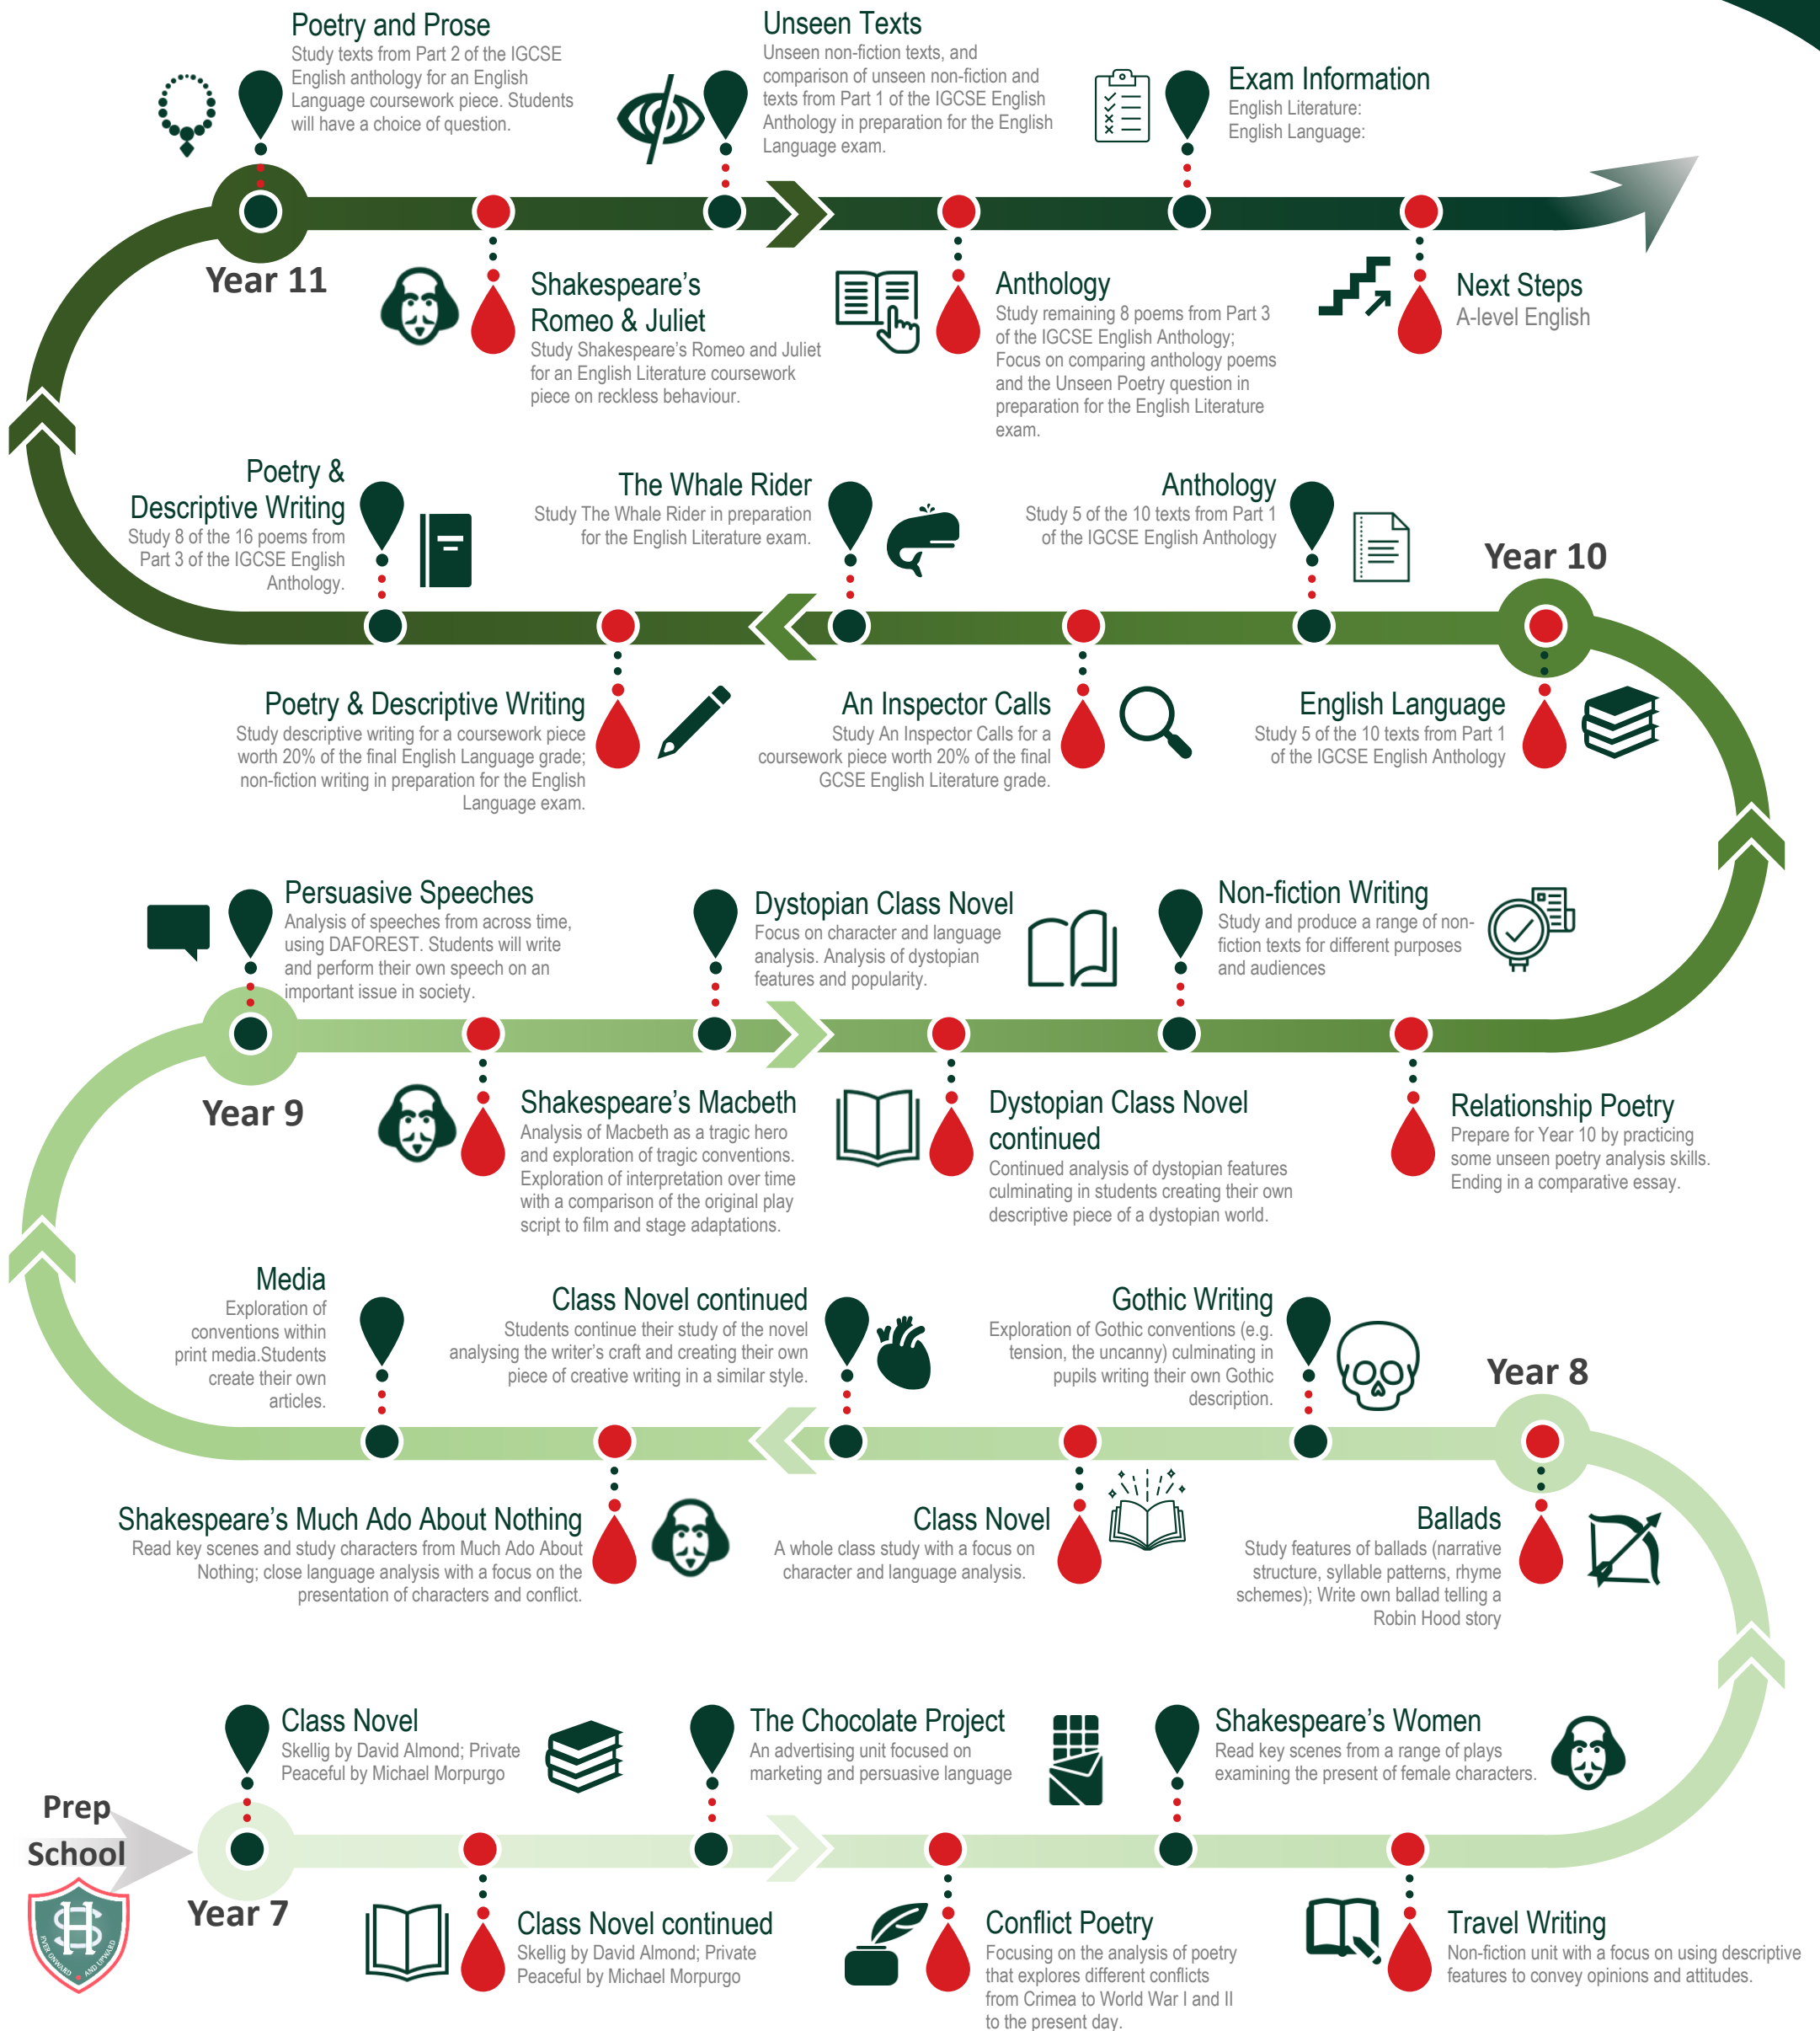 Poetry and Prose
Study texts from Part 2 of the IGCSE
English anthology for an English
Language coursework piece. Students
will have a choice of question.
Unseen Texts
Unseen non-fiction texts, and
comparison of unseen non-fiction and
texts from Part 1 of the IGCSE English
Anthology in preparation for the English
Language exam.
Exam Information
English Literature:
English Language:
Year 11
Shakespeare's
Romeo & Juliet
Study Shakespeare's Romeo and Juliet
for an English Literature coursework
piece on reckless behaviour.
Anthology
Study remaining 8 poems from Part 3
of the IGCSE English Anthology;
Focus on comparing anthology poems
and the Unseen Poetry question in
preparation for the English Literature
exam.
Next Steps
A-level English
Poetry &
Descriptive Writing
Study 8 of the 16 poems from
Part 3 of the IGCSE English
Anthology.
The Whale Rider
Study The Whale Rider in preparation
for the English Literature exam.
Anthology
Study 5 of the 10 texts from Part 1
of the IGCSE English Anthology
Year 10
Poetry & Descriptive Writing
Study descriptive writing for a coursework piece
worth 20% of the final English Language grade;
non-fiction writing in preparation for the English
Language exam.
An Inspector Calls
Study An Inspector Calls for a
coursework piece worth 20% of the final
GCSE English Literature grade.
English Language
Study 5 of the 10 texts from Part 1
of the IGCSE English Anthology
Persuasive Speeches
Analysis of speeches from across time,
using DAFOREST. Students will write
and perform their own speech on an
important issue in society.
Dystopian Class Novel
Focus on character and language
analysis. Analysis of dystopian
features and popularity.
Non-fiction Writing
Study and produce a range of non-
fiction texts for different purposes
and audiences
Year 9
Shakespeare's Macbeth
Analysis of Macbeth as a tragic hero
and exploration of tragic conventions.
Exploration of interpretation over time
with a comparison of the original play
script to film and stage adaptations.
Dystopian Class Novel
continued
Continued analysis of dystopian features
culminating in students creating their own
descriptive piece of a dystopian world.
Relationship Poetry
Prepare for Year 10 by practicing
some unseen poetry analysis skills.
Ending in a comparative essay.
Media
Exploration of
conventions within
print media.Students
create their own
articles.
Class Novel continued
Students continue their study of the novel
analysing the writer's craft and creating their own
piece of creative writing in a similar style.
Gothic Writing
Exploration of Gothic conventions (e.g.
tension, the uncanny) culminating in
pupils writing their own Gothic
description.
Year 8
Shakespeare's Much Ado About Nothing
Read key scenes and study characters from Much Ado About
Nothing; close language analysis with a focus on the
presentation of characters and conflict.
Class Novel
A whole class study with a focus on
character and language analysis.
Ballads
Study features of ballads (narrative
structure, syllable patterns, rhyme
schemes); Write own ballad telling a
Robin Hood story
Class Novel
Skellig by David Almond; Private
Peaceful by Michael Morpurgo
The Chocolate Project
An advertising unit focused on
marketing and persuasive language
Shakespeare's Women
Read key scenes from a range of plays
examining the present of female characters.
Prep
School
HS
EVER ONWARD AND UPWARD
Year 7
Class Novel continued
Skellig by David Almond; Private
Peaceful by Michael Morpurgo
Conflict Poetry
Focusing on the analysis of poetry
that explores different conflicts
from Crimea to World War I and II
to the present day.
Travel Writing
Non-fiction unit with a focus on using descriptive
features to convey opinions and attitudes.